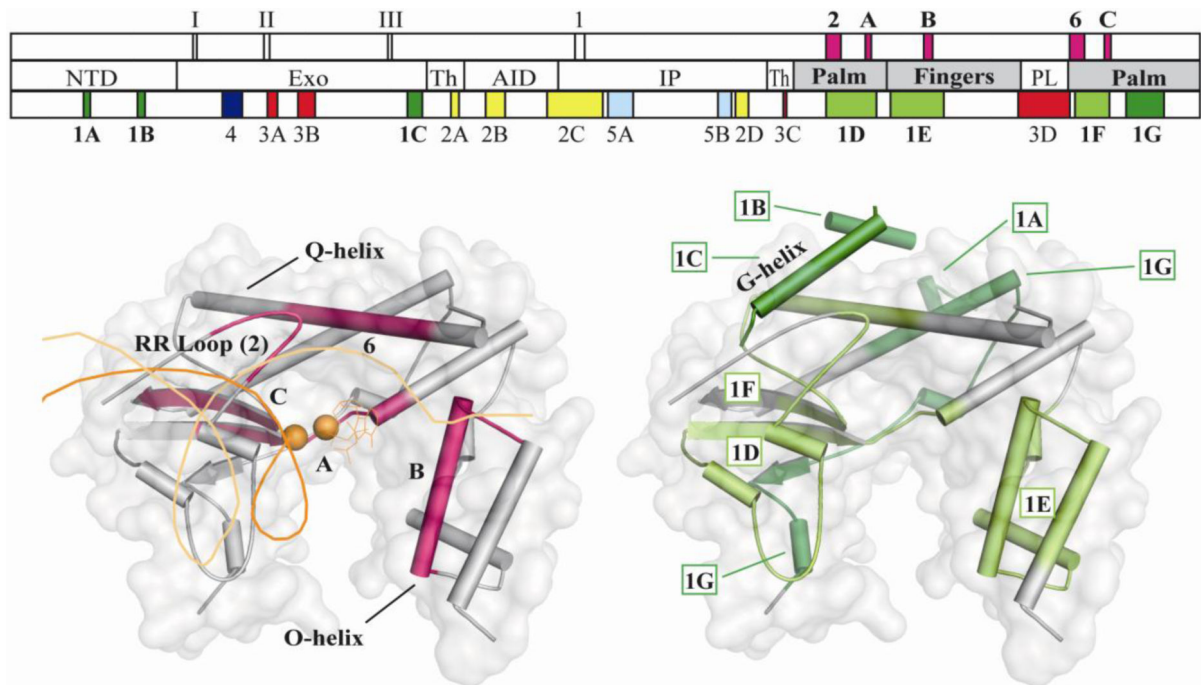 I II III 1 2 A B 6 C
NTD Exo Th AID IP Th Palm Fingers PL Palm
1A 1B 4 3A 3B 1C 2A 2B 2C 5A 5B 2D 3C 1D 1E 3D 1F 1G
Q-helix
RR Loop (2)
6
C
A
B
O-helix
1B
1A
1C
G-helix
1G
1F
1D
1E
1G